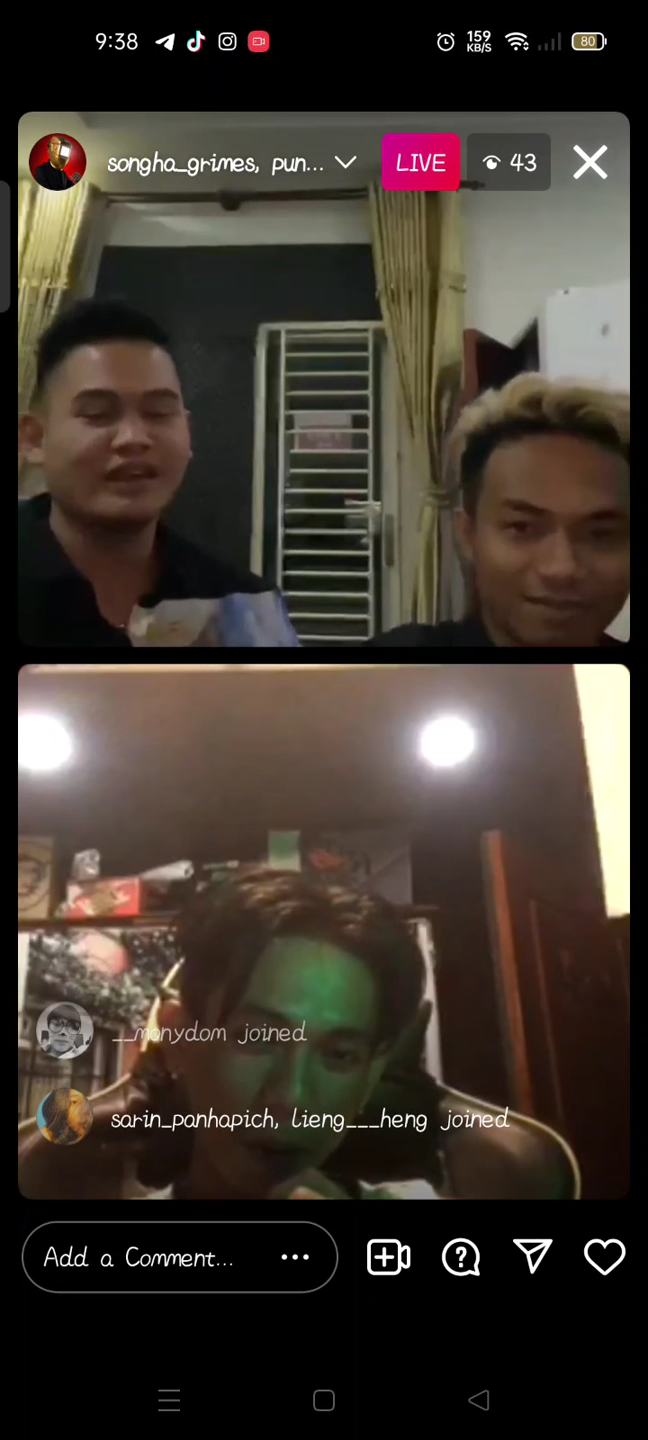 9:38
159
KB/S
80
songha_grimes, pun...
LIVE
43
__monydom joined
sarin_panhapich, lieng___heng joined
Add a Comment...